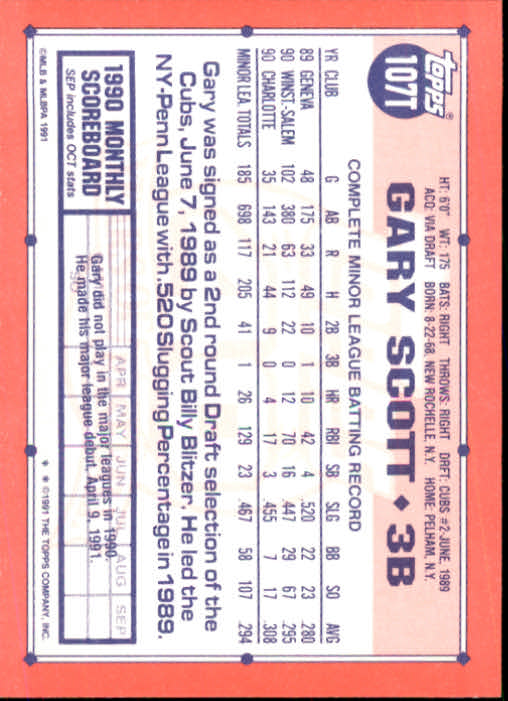 topps®
107T
HT: 6'0" WT: 175 BATS: RIGHT THROWS: RIGHT DRFT: CUBS #2-JUNE, 1989
ACQ: VIA DRAFT BORN: 8-22-68, NEW ROCHELLE, N.Y. HOME: PELHAM, N.Y.
GARY SCOTT ◆ 3B
COMPLETE MINOR LEAGUE BATTING RECORD
YR CLUB G AB R H 2B 3B HR RBI SB SLG BB SO AVG
89 GENEVA 48 175 33 49 10 1 10 42 4 .520 22 23 .280
90 WINST.-SALEM 102 380 63 112 22 0 12 70 16 .447 29 67 .295
90 CHARLOTTE 35 143 21 44 9 0 4 17 3 .455 7 17 .308
MINOR LEA. TOTALS 185 698 117 205 41 1 26 129 23 .467 58 107 .294
Gary was signed as a 2nd round Draft selection of the
Cubs, June 7, 1989 by Scout Billy Blitzer. He led the
NY-Penn League with .520 Slugging Percentage in 1989.
1990 MONTHLY
SCOREBOARD
SEP includes OCT stats
APR MAY JUN JUL AUG SEP
Gary did not play in the major leagues in 1990.
He made his major league debut, April 9, 1991.
©MLB & MLBPA 1991
* * ©1991 THE TOPPS COMPANY, INC.